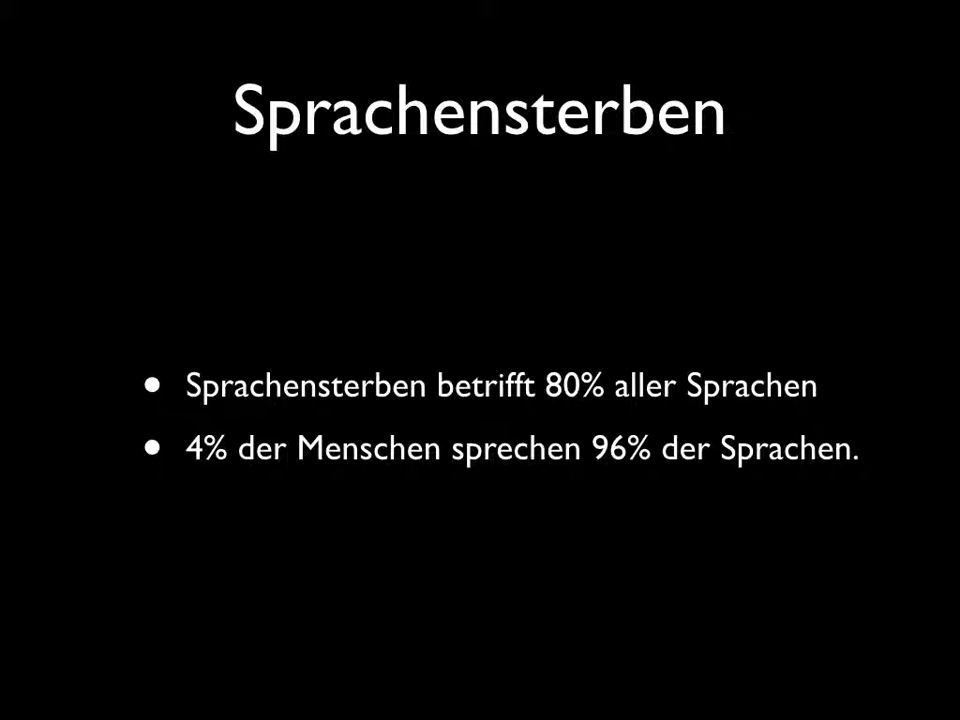 Sprachensterben
• Sprachensterben betrifft 80% aller Sprachen
• 4% der Menschen sprechen 96% der Sprachen.